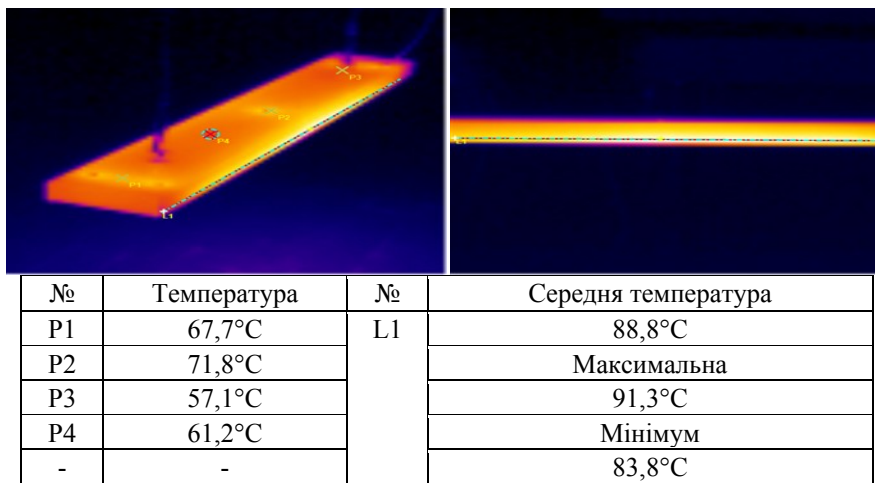 P3
P2
P4
P1
L1
L1
№ Температура № Середня температура
P1 67,7°C L1 88,8°C
P2 71,8°C Максимальна
P3 57,1°C 91,3°C
P4 61,2°C Мінімум
- - 83,8°C